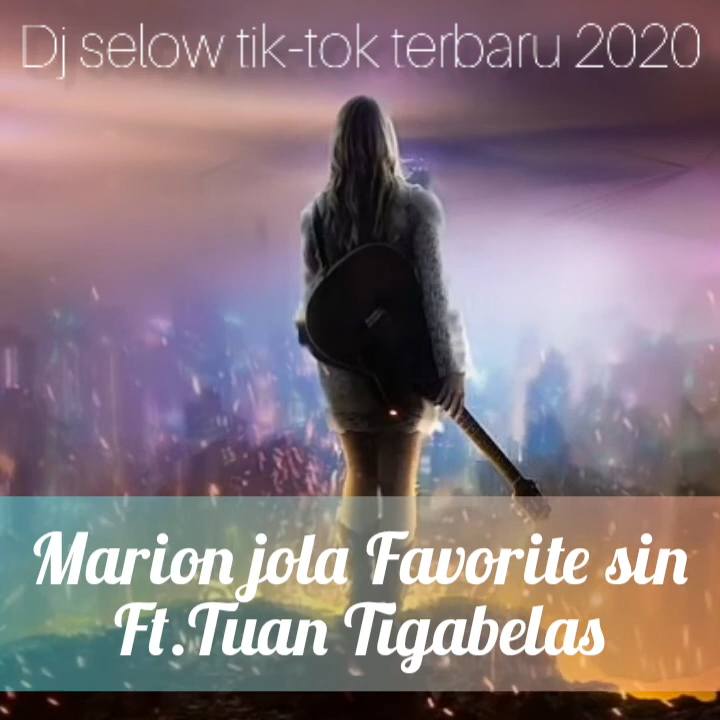 Dj selow tik-tok terbaru 2020
Marion jola Favorite sin
Ft.Tuan Tigabelas